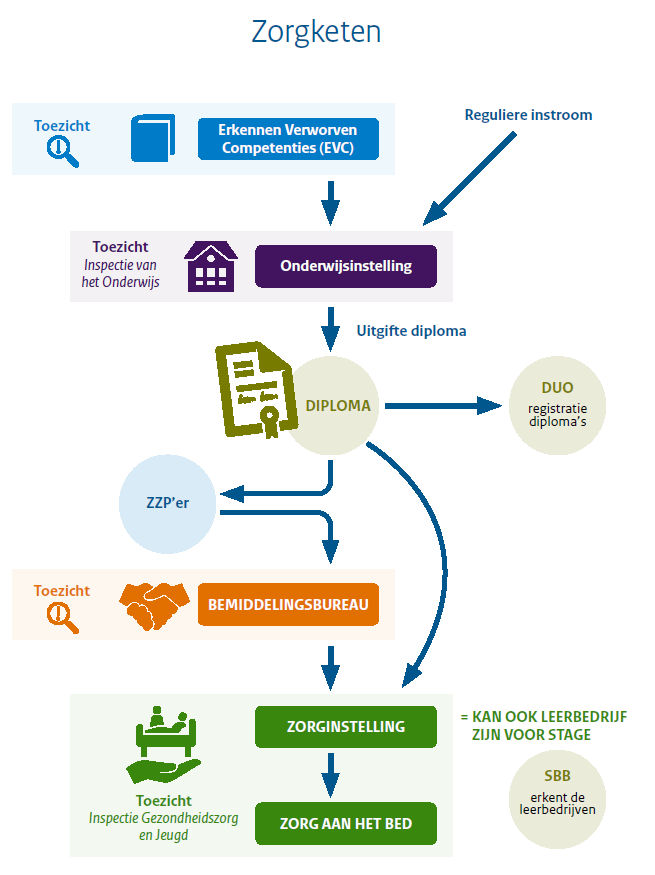 Zorgketen
Toezicht
Erkennen Verworven
Competenties (EVC)
Reguliere instroom
Toezicht
Inspectie van
het Onderwijs
Onderwijsinstelling
Uitgifte diploma
DIPLOMA
DUO
registratie
diploma's
ZZP'er
Toezicht
BEMIDDELINGSBUREAU
ZORGINSTELLING
= KAN OOK LEERBEDRIJF
ZIJN VOOR STAGE
SBB
erkent de
leerbedrijven
Toezicht
Inspectie Gezondheidszorg
en Jeugd
ZORG AAN HET BED